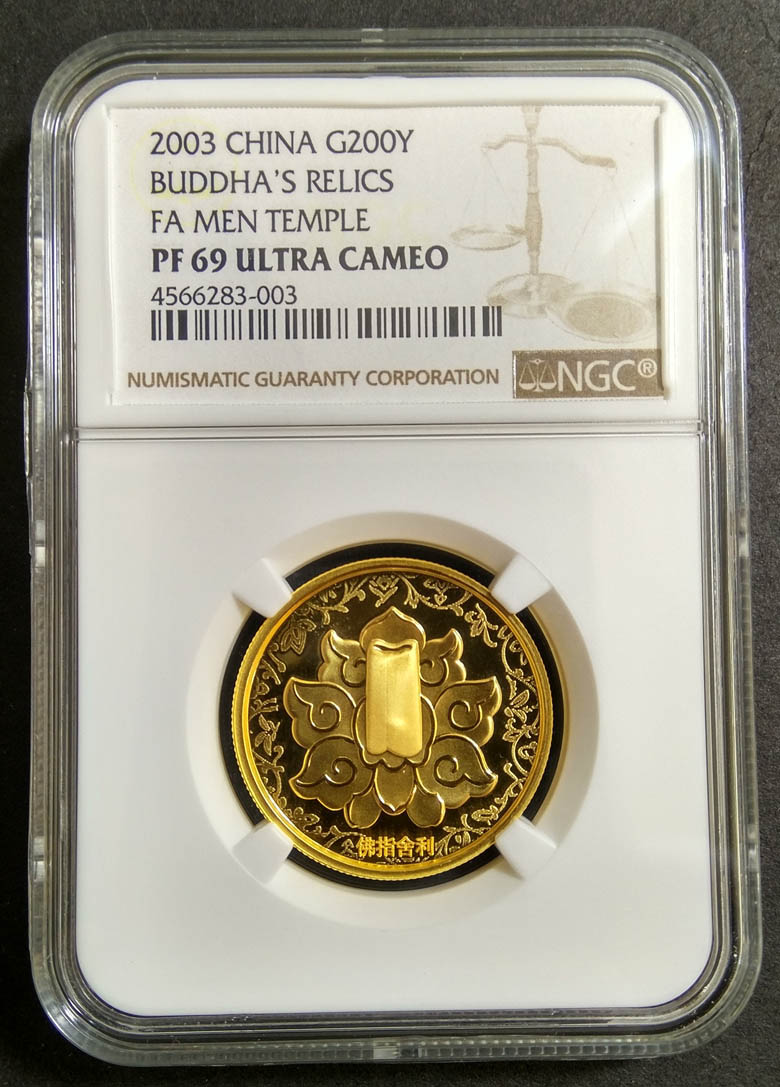 2003 CHINA G200Y
BUDDHA'S RELICS
FA MEN TEMPLE
PF 69 ULTRA CAMEO
4566283-003
NUMISMATIC GUARANTY CORPORATION NGC®
佛指舍利